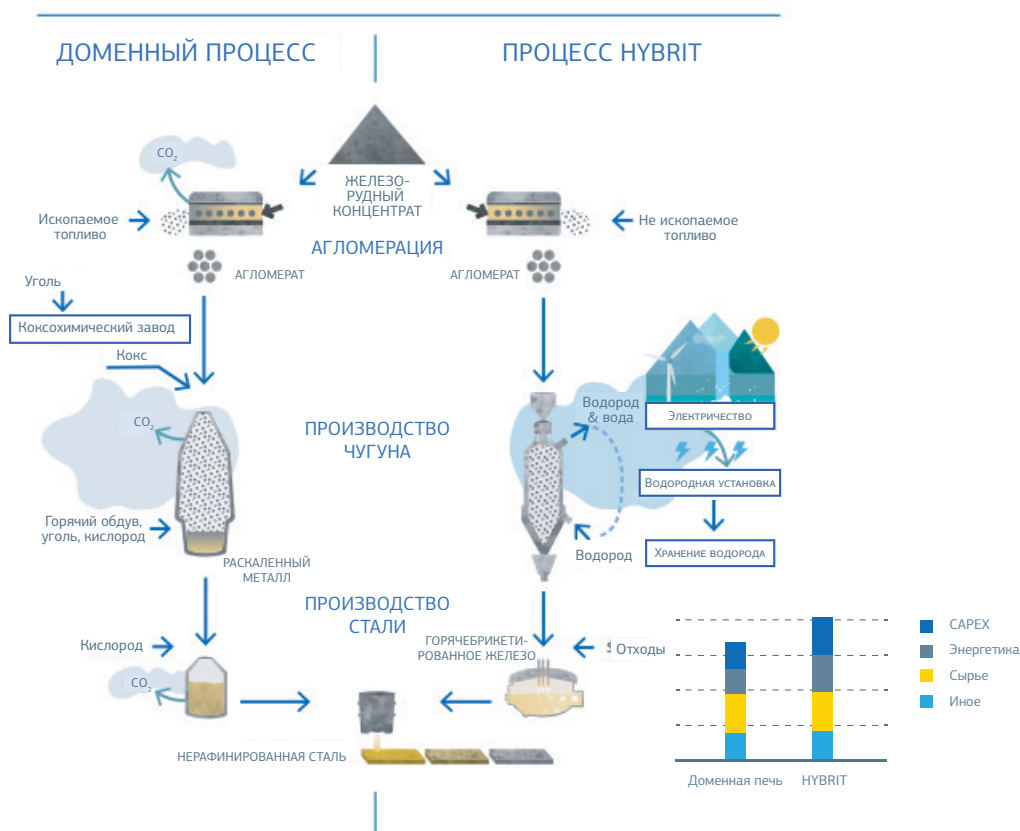 ДОМЕННЫЙ ПРОЦЕСС
ПРОЦЕСС HYBRIT
CO₂
ЖЕЛЕЗО-
РУДНЫЙ
КОНЦЕНТРАТ
Ископаемое
топливо
Не ископаемое
топливо
АГЛОМЕРАЦИЯ
АГЛОМЕРАТ
АГЛОМЕРАТ
Уголь
Коксохимический завод
Кокс
CO₂
ПРОИЗВОДСТВО
ЧУГУНА
Водород
& вода
Электричество
Водородная установка
Горячий обдув,
уголь, кислород
Водород
Хранение водорода
РАСКАЛЕННЫЙ
МЕТАЛЛ
ПРОИЗВОДСТВО
СТАЛИ
Кислород
ГОРЯЧЕБРИКЕТИ-
РОВАННОЕ ЖЕЛЕЗО
Отходы
CO₂
НЕРАФИНИРОВАННАЯ СТАЛЬ
CAPEX
Энергетика
Сырье
Иное
Доменная печь
HYBRIT